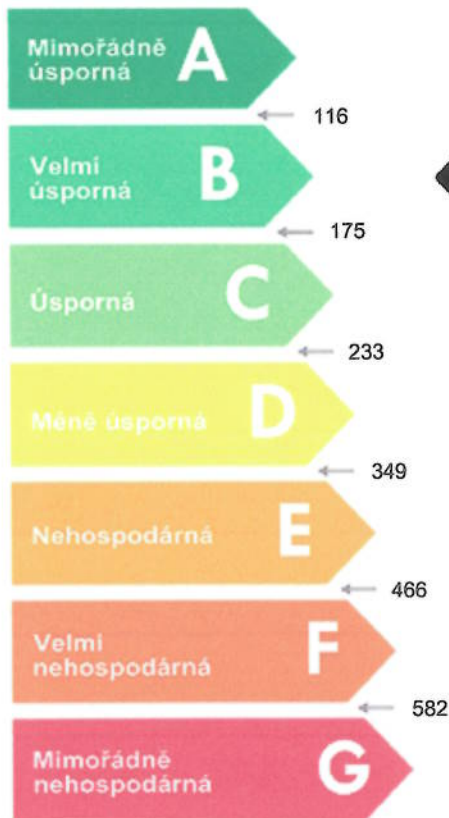 Mimořádně
úsporná
A
116
Velmi
úsporná
B
175
Úsporná
C
233
Méně úsporná
D
349
Nehospodárná
E
466
Velmi
nehospodárná
F
582
Mimořádně
nehospodárná
G